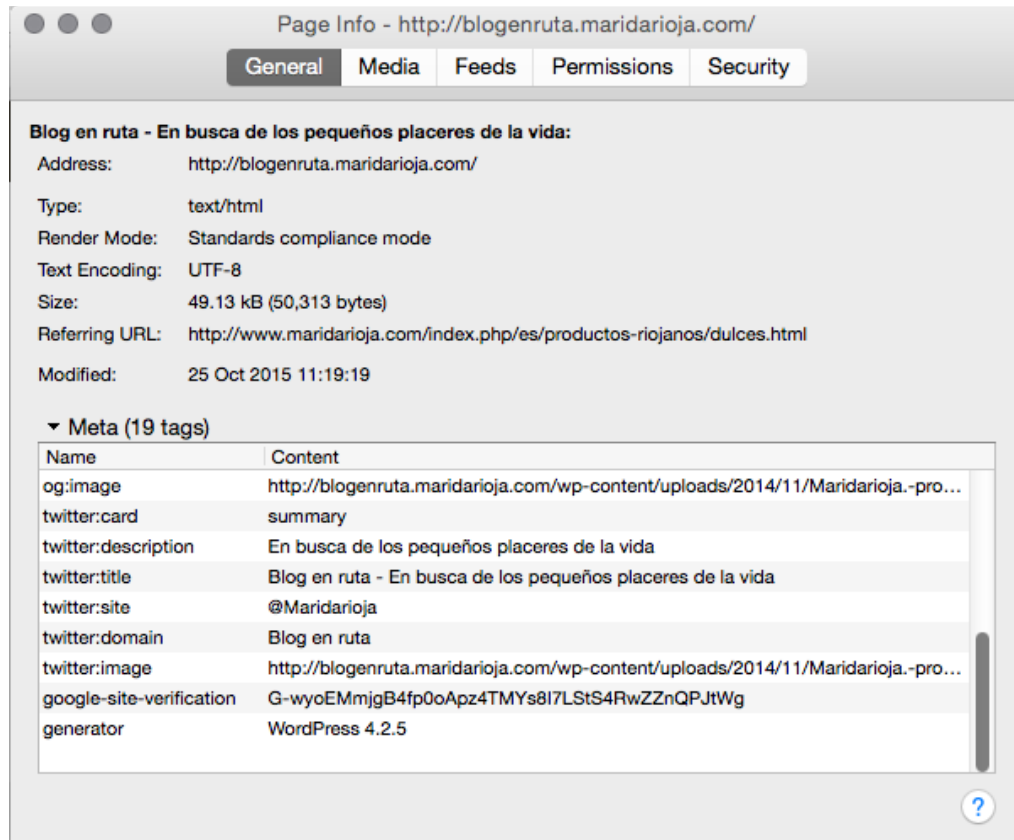 Page Info - http://blogenruta.maridarioja.com/
General Media Feeds Permissions Security
Blog en ruta - En busca de los pequeños placeres de la vida:
Address: http://blogenruta.maridarioja.com/
Type: text/html
Render Mode: Standards compliance mode
Text Encoding: UTF-8
Size: 49.13 kB (50,313 bytes)
Referring URL: http://www.maridarioja.com/index.php/es/productos-riojanos/dulces.html
Modified: 25 Oct 2015 11:19:19
Meta (19 tags)
Name Content
og:image http://blogenruta.maridarioja.com/wp-content/uploads/2014/11/Maridarioja.-pro...
twitter:card summary
twitter:description En busca de los pequeños placeres de la vida
twitter:title Blog en ruta - En busca de los pequeños placeres de la vida
twitter:site @Maridarioja
twitter:domain Blog en ruta
twitter:image http://blogenruta.maridarioja.com/wp-content/uploads/2014/11/Maridarioja.-pro...
google-site-verification G-wyoEMmjgB4fp0oApz4TMYs8I7LStS4RwZZnQPJtWg
generator WordPress 4.2.5
?